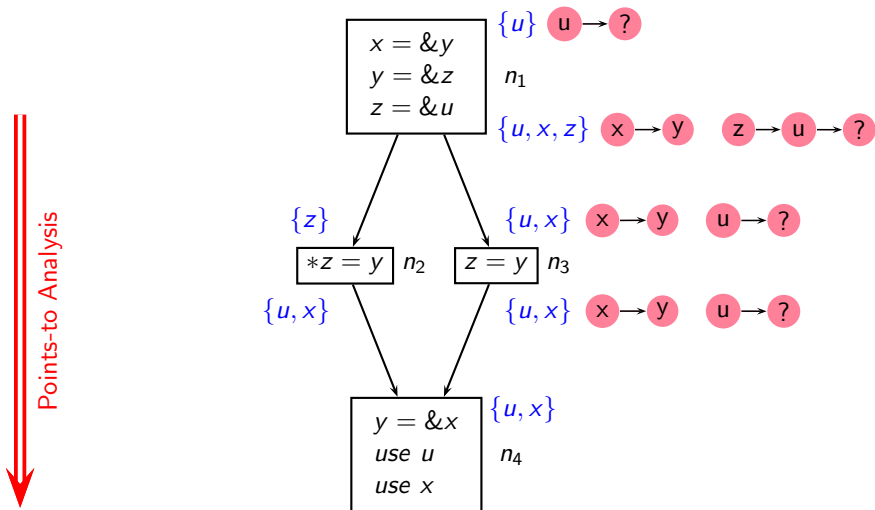 {u} u ?
x = &y
y = &z
z = &u
n1
{u, x, z} x y z u ?
Points-to Analysis
{z}
{u, x} x y u ?
*z = y n2
z = y n3
{u, x}
{u, x} x y u ?
{u, x}
y = &x
use u
use x
n4